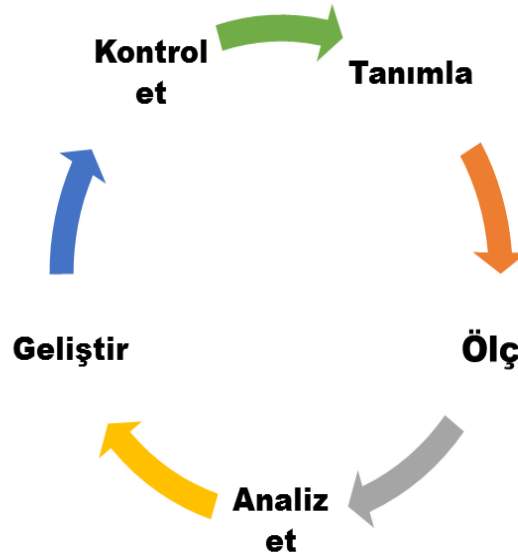 Kontrol
et
Tanımla
Ölç
Analiz
et
Geliştir